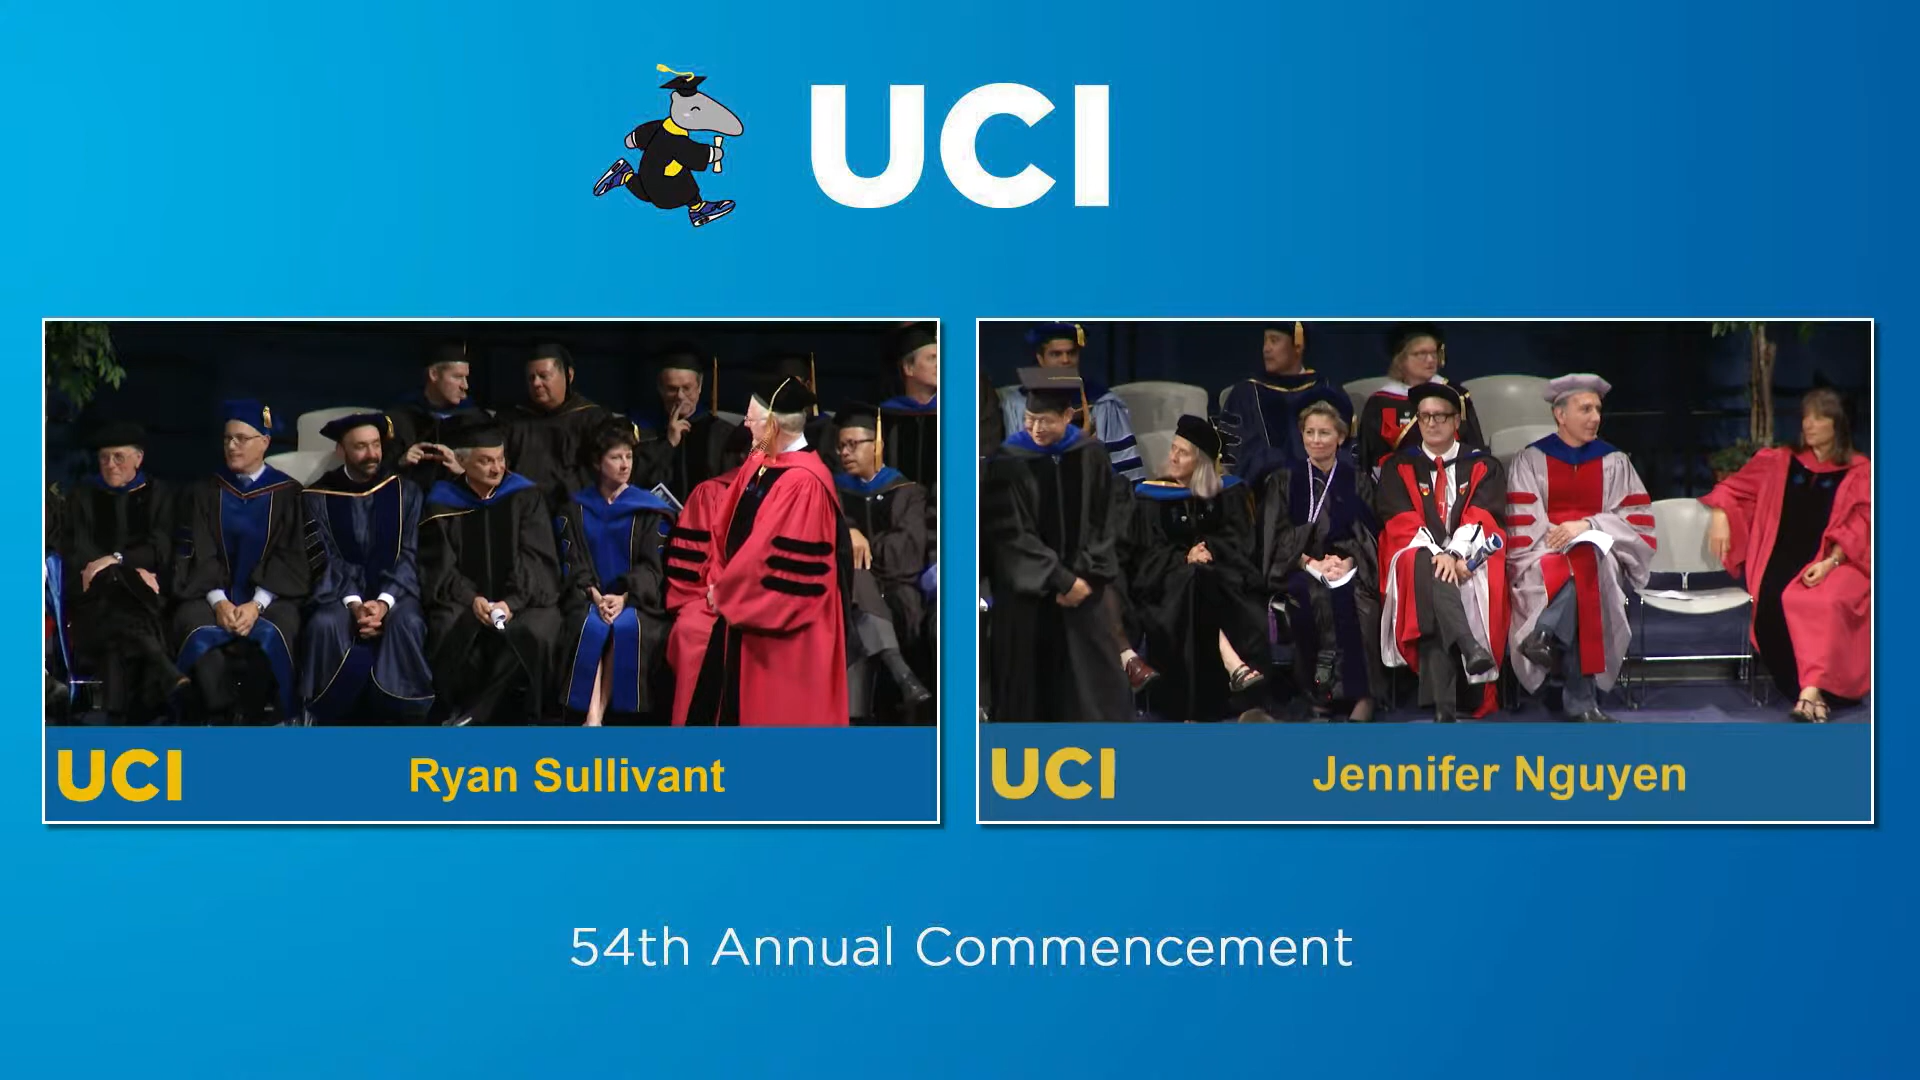 UCI
UCI
Ryan Sullivant
UCI
Jennifer Nguyen
54th Annual Commencement